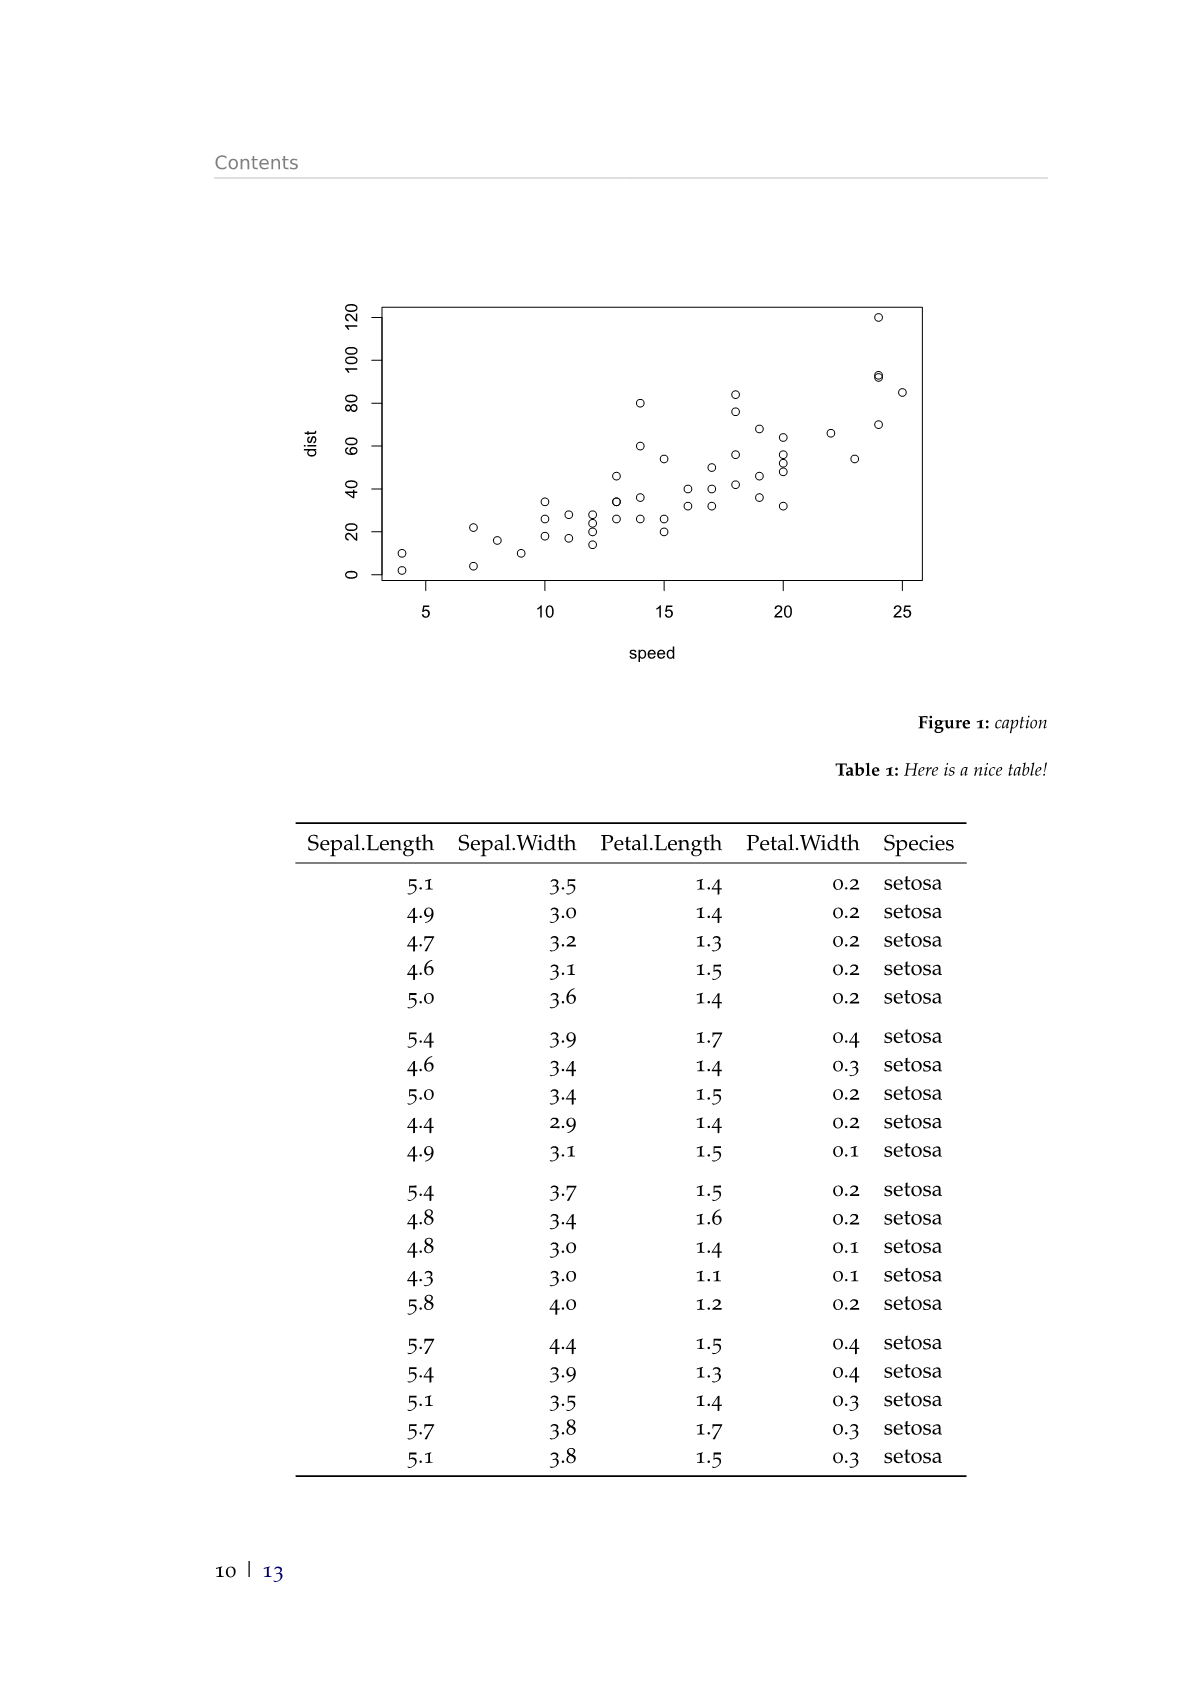 Contents
120
100
80
60
40
20
0
dist
5 10 15 20 25
speed
Figure 1: caption
Table 1: Here is a nice table!
Sepal.Length Sepal.Width Petal.Length Petal.Width Species
5.1 3.5 1.4 0.2 setosa
4.9 3.0 1.4 0.2 setosa
4.7 3.2 1.3 0.2 setosa
4.6 3.1 1.5 0.2 setosa
5.0 3.6 1.4 0.2 setosa
5.4 3.9 1.7 0.4 setosa
4.6 3.4 1.4 0.3 setosa
5.0 3.4 1.5 0.2 setosa
4.4 2.9 1.4 0.2 setosa
4.9 3.1 1.5 0.1 setosa
5.4 3.7 1.5 0.2 setosa
4.8 3.4 1.6 0.2 setosa
4.8 3.0 1.4 0.1 setosa
4.3 3.0 1.1 0.1 setosa
5.8 4.0 1.2 0.2 setosa
5.7 4.4 1.5 0.4 setosa
5.4 3.9 1.3 0.4 setosa
5.1 3.5 1.4 0.3 setosa
5.7 3.8 1.7 0.3 setosa
5.1 3.8 1.5 0.3 setosa
10 | 13